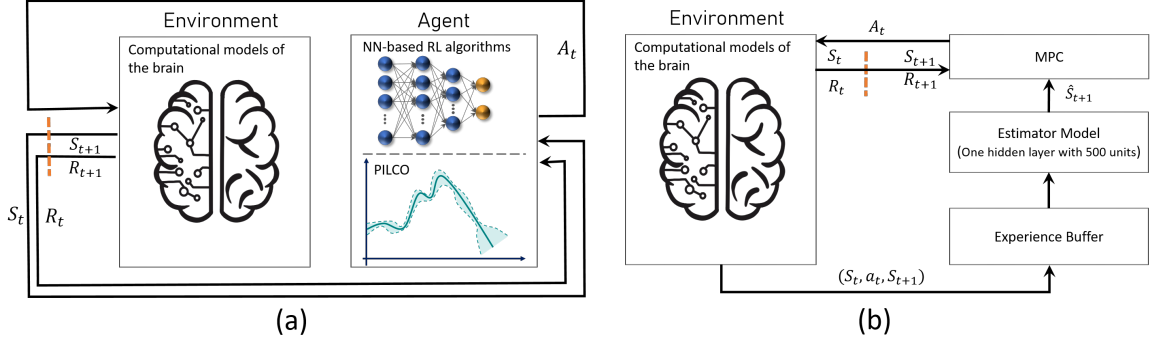 Environment
Agent
Computational models of
the brain
NN-based RL algorithms
A_t
S_{t+1}
R_{t+1}
S_t
R_t
PILCO
(a)
Environment
Computational models of
the brain
A_t
S_t
S_{t+1}
R_t
R_{t+1}
MPC
Ŝ_{t+1}
Estimator Model
(One hidden layer with 500 units)
Experience Buffer
(S_t, a_t, S_{t+1})
(b)